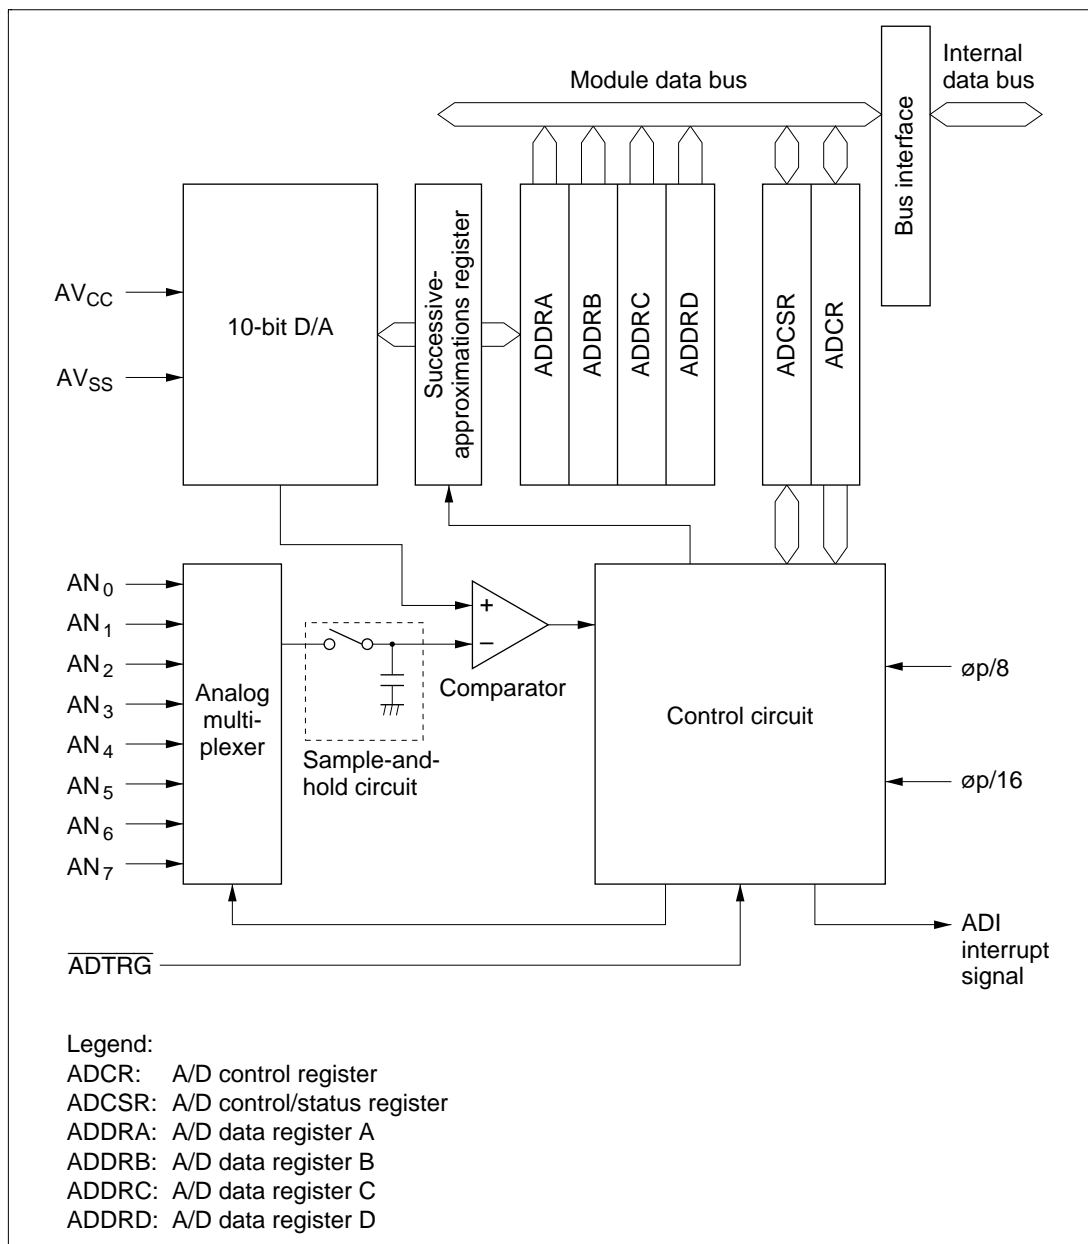 Internal
data bus
Module data bus
Bus interface
AVCC
AVSS
10-bit D/A
Successive-
approximations register
ADDRA
ADDRB
ADDRC
ADDRD
ADCSR
ADCR
AN0
AN1
AN2
AN3
AN4
AN5
AN6
AN7
Analog
multi-
plexer
Sample-and-
hold circuit
+
−
Comparator
Control circuit
øp/8
øp/16
ADTRG
ADI
interrupt
signal
Legend:
ADCR: A/D control register
ADCSR: A/D control/status register
ADDRA: A/D data register A
ADDRB: A/D data register B
ADDRC: A/D data register C
ADDRD: A/D data register D